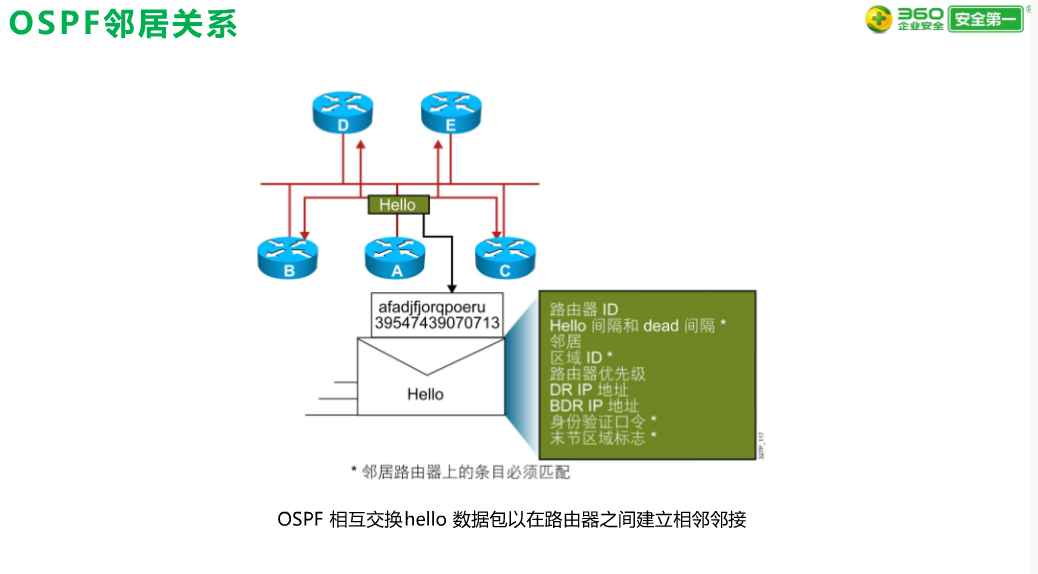 OSPF邻居关系
360
企业安全
安全第一
D
E
Hello
B
A
C
afadjfjorqpoeru
39547439070713
Hello
路由器 ID
Hello 间隔和 dead 间隔 *
邻居
区域 ID *
路由器优先级
DR IP 地址
BDR IP 地址
身份验证口令 *
末节区域标志 *
* 邻居路由器上的条目必须匹配
OSPF 相互交换hello 数据包以在路由器之间建立相邻邻接